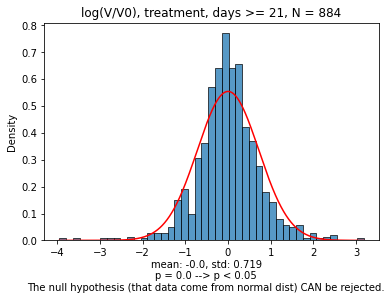 log(V/V0), treatment, days >= 21, N = 884
0.8
0.7
0.6
0.5
0.4
0.3
0.2
0.1
0.0
Density
−4 −3 −2 −1 0 1 2 3
mean: -0.0, std: 0.719
p = 0.0 --> p < 0.05
The null hypothesis (that data come from normal dist) CAN be rejected.